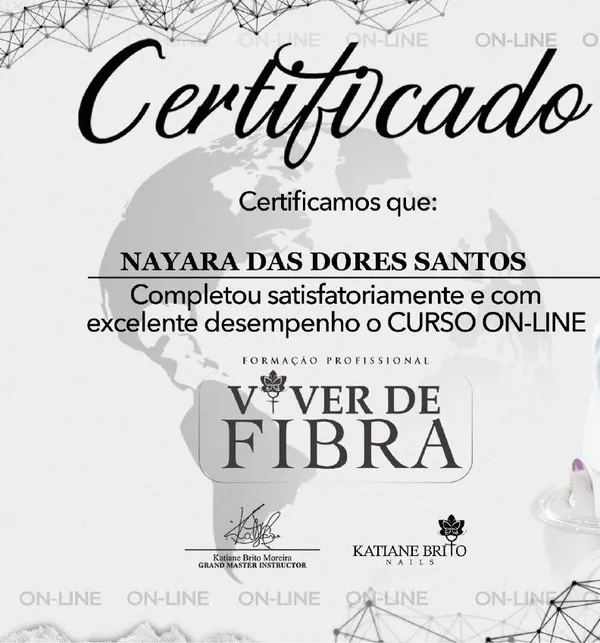 ON-LINE ON-LINE ON-LINE
Certificado
Certificamos que:
NAYARA DAS DORES SANTOS
Completou satisfatoriamente e com
excelente desempenho o CURSO ON-LINE
FORMAÇÃO PROFISSIONAL
VIVER DE
FIBRA
Katiane Brito Moreira
GRAND MASTER INSTRUCTOR
KATIANE BRITO
NAILS
ON-LINE ON-LINE ON-LINE ON-LINE